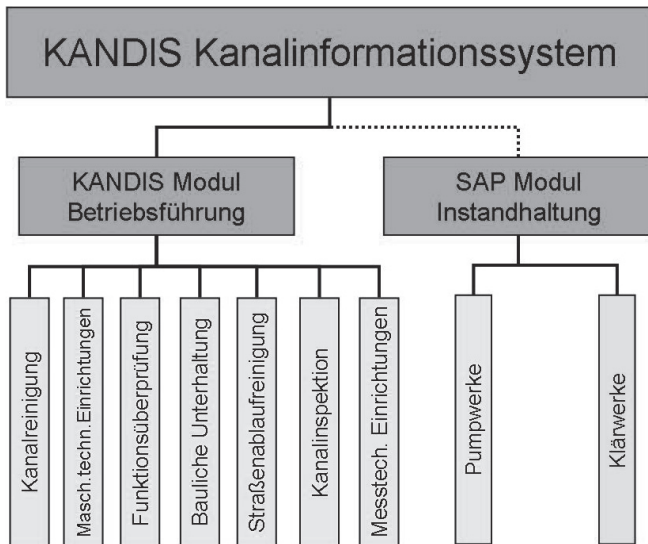 KANDIS Kanalinformationssystem
KANDIS Modul
Betriebsführung
SAP Modul
Instandhaltung
Kanalreinigung
Masch.techn.Einrichtungen
Funktionsüberprüfung
Bauliche Unterhaltung
Straßenablaufreinigung
Kanalinspektion
Messtech. Einrichtungen
Pumpwerke
Klärwerke